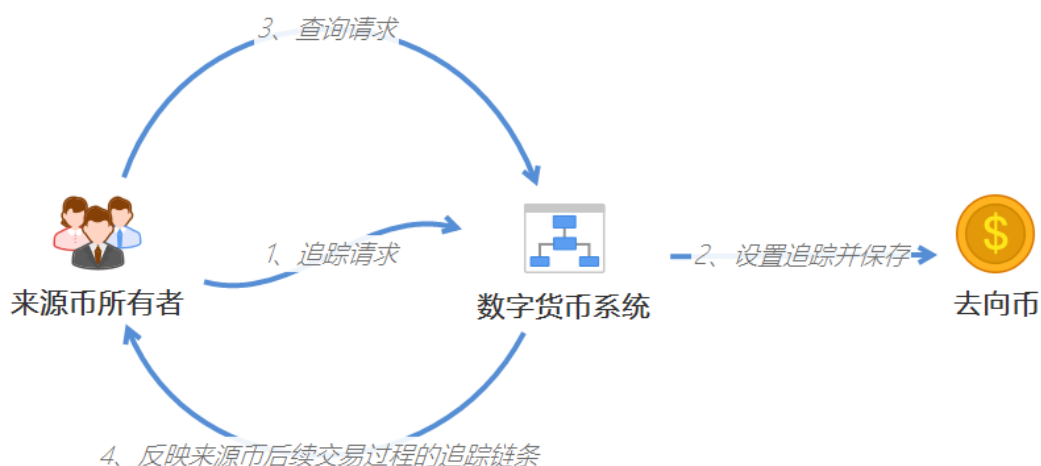 3、查询请求
1、追踪请求
2、设置追踪并保存
$
来源币所有者
数字货币系统
去向币
4、反映来源币后续交易过程的追踪链条